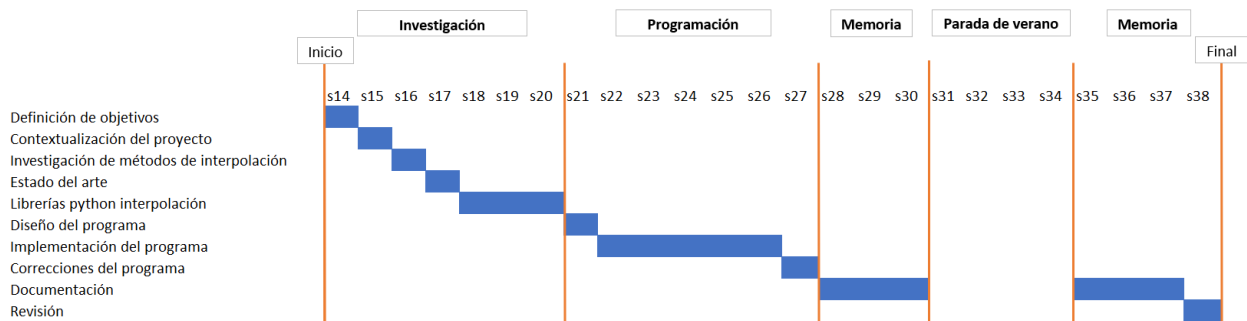 Investigación Programación Memoria Parada de verano Memoria
Inicio Final
s14 s15 s16 s17 s18 s19 s20 s21 s22 s23 s24 s25 s26 s27 s28 s29 s30 s31 s32 s33 s34 s35 s36 s37 s38
Definición de objetivos
Contextualización del proyecto
Investigación de métodos de interpolación
Estado del arte
Librerías python interpolación
Diseño del programa
Implementación del programa
Correcciones del programa
Documentación
Revisión